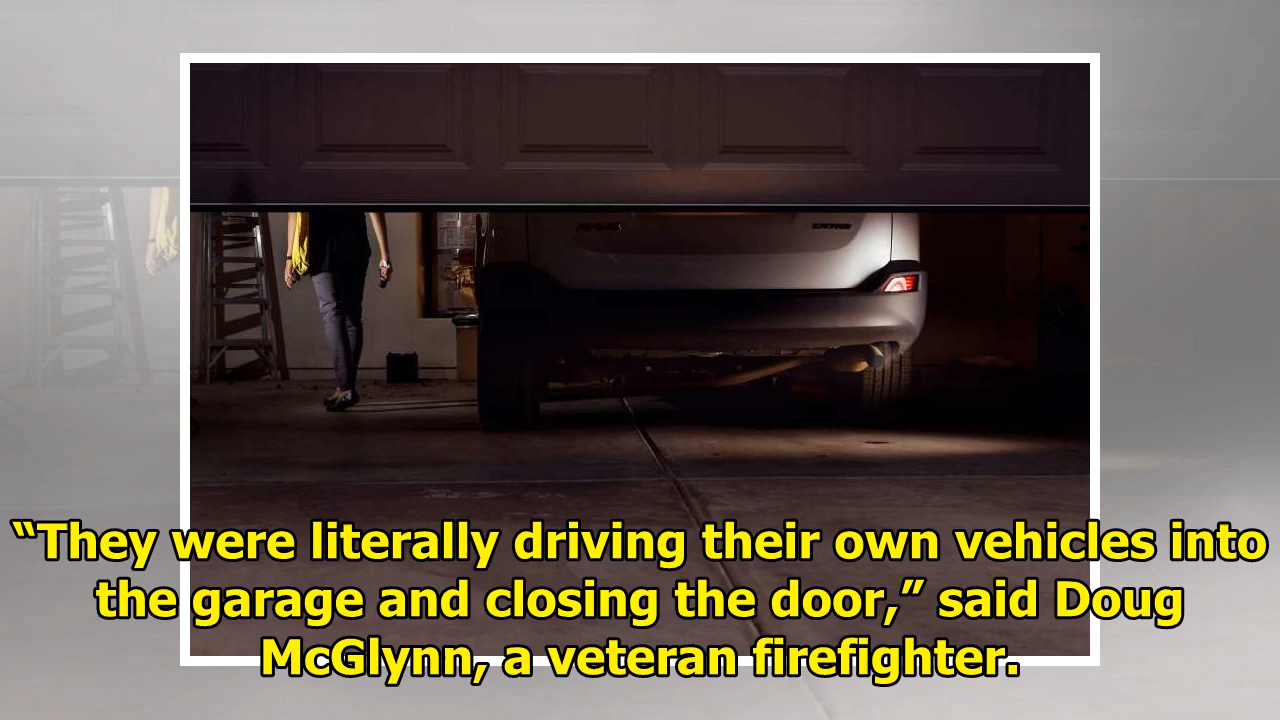 “They were literally driving their own vehicles into
the garage and closing the door,” said Doug
McGlynn, a veteran firefighter.